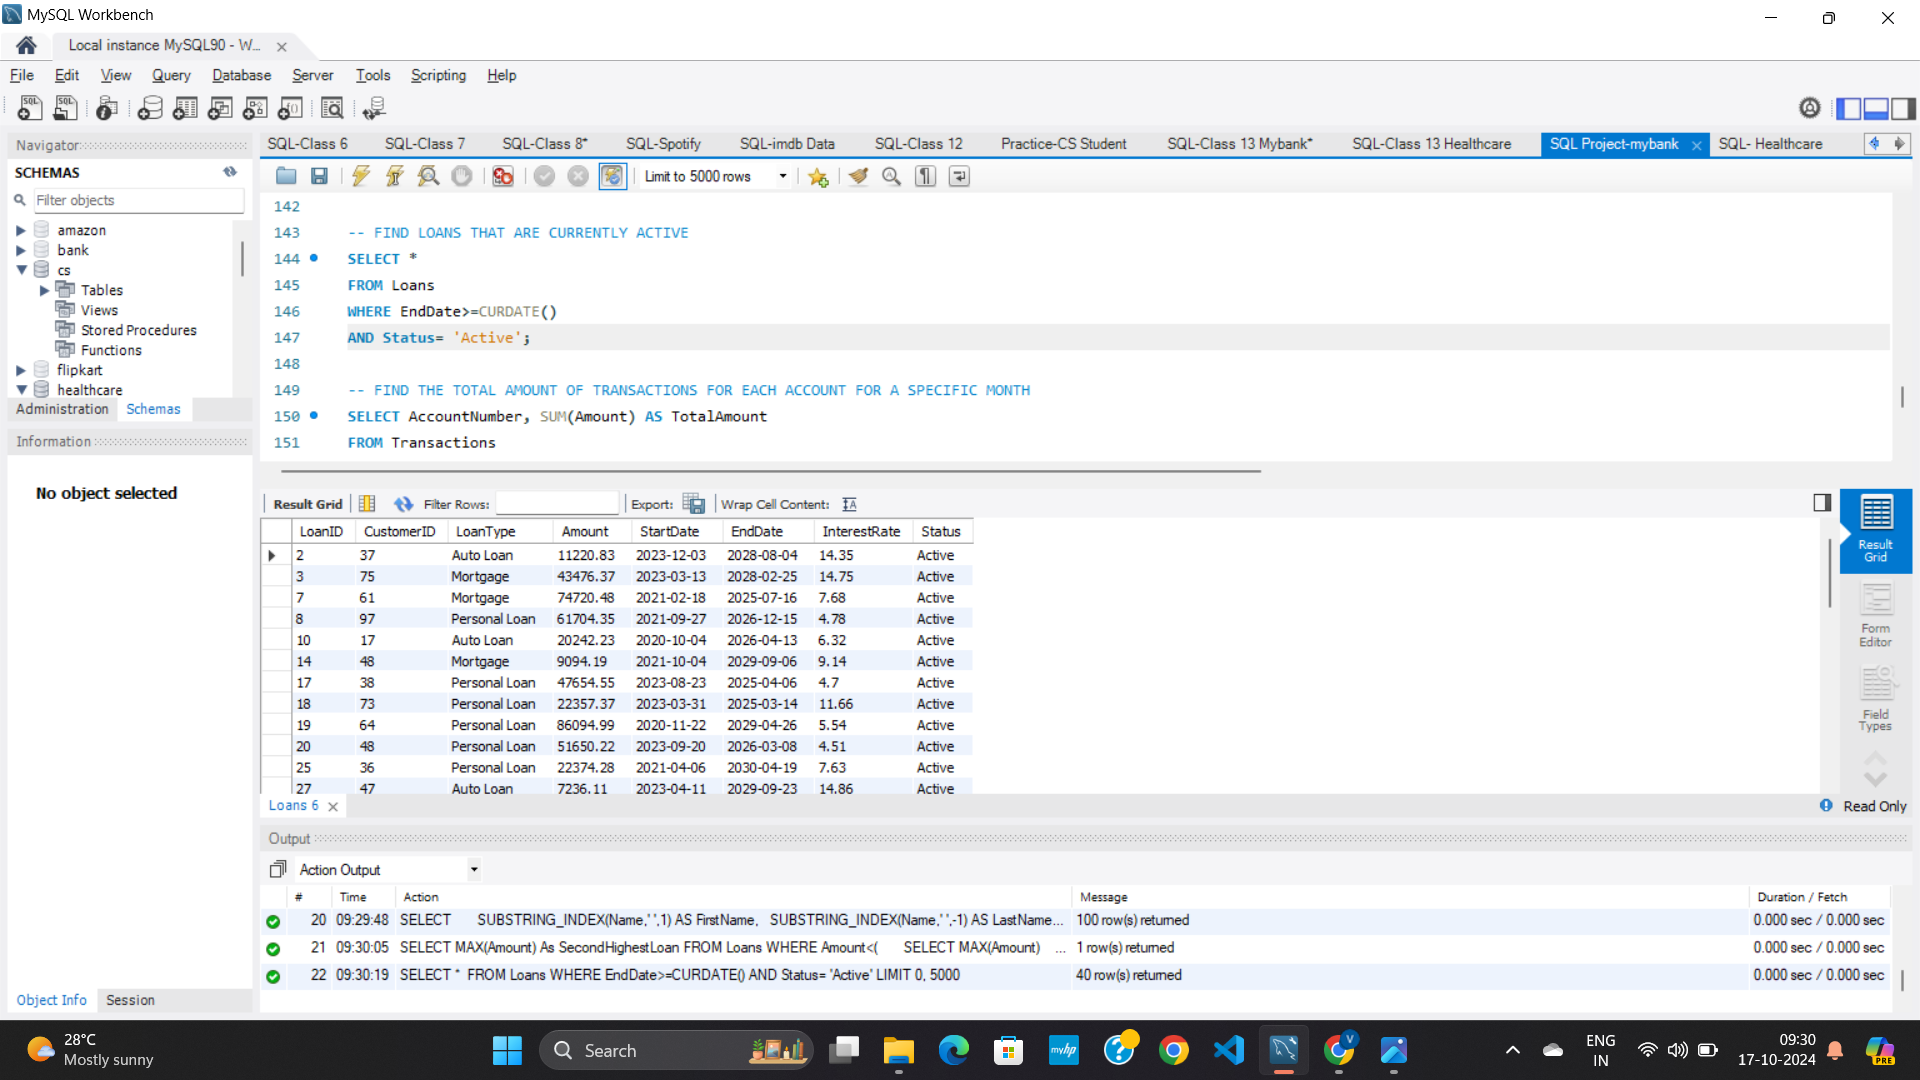 MySQL Workbench
Local instance MySQL90 - W...
File Edit View Query Database Server Tools Scripting Help
Navigator
SCHEMAS
Filter objects
amazon
bank
cs
Tables
Views
Stored Procedures
Functions
flipkart
healthcare
Administration Schemas
Information
No object selected
Object Info Session
SQL-Class 6 SQL-Class 7 SQL-Class 8* SQL-Spotify SQL-imdb Data SQL-Class 12 Practice-CS Student SQL-Class 13 Mybank* SQL-Class 13 Healthcare SQL Project-mybank SQL- Healthcare
Limit to 5000 rows
142
143 -- FIND LOANS THAT ARE CURRENTLY ACTIVE
144 SELECT *
145 FROM Loans
146 WHERE EndDate>=CURDATE()
147 AND Status= 'Active';
148
149 -- FIND THE TOTAL AMOUNT OF TRANSACTIONS FOR EACH ACCOUNT FOR A SPECIFIC MONTH
150 SELECT AccountNumber, SUM(Amount) AS TotalAmount
151 FROM Transactions
Result Grid Filter Rows: Export: Wrap Cell Content:
LoanID CustomerID LoanType Amount StartDate EndDate InterestRate Status
2 37 Auto Loan 11220.83 2023-12-03 2028-08-04 14.35 Active
3 75 Mortgage 43476.37 2023-03-13 2028-02-25 14.75 Active
7 61 Mortgage 74720.48 2021-02-18 2025-07-16 7.68 Active
8 97 Personal Loan 61704.35 2021-09-27 2026-12-15 4.78 Active
10 17 Auto Loan 20242.23 2020-10-04 2026-04-13 6.32 Active
14 48 Mortgage 9094.19 2021-10-04 2029-09-06 9.14 Active
17 38 Personal Loan 47654.55 2023-08-23 2025-04-06 4.7 Active
18 73 Personal Loan 22357.37 2023-03-31 2025-03-14 11.66 Active
19 64 Personal Loan 86094.99 2020-11-22 2029-04-26 5.54 Active
20 48 Personal Loan 51650.22 2023-09-20 2026-03-08 4.51 Active
25 36 Personal Loan 22374.28 2021-04-06 2030-04-19 7.63 Active
27 47 Auto Loan 7236.11 2023-04-11 2029-09-23 14.86 Active
Result
Grid
Form
Editor
Field
Types
Loans 6
Read Only
Output
Action Output
# Time Action Message Duration / Fetch
20 09:29:48 SELECT SUBSTRING_INDEX(Name,' ',1) AS FirstName, SUBSTRING_INDEX(Name,' ',-1) AS LastName... 100 row(s) returned 0.000 sec / 0.000 sec
21 09:30:05 SELECT MAX(Amount) As SecondHighestLoan FROM Loans WHERE Amount<( SELECT MAX(Amount) ... 1 row(s) returned 0.000 sec / 0.000 sec
22 09:30:19 SELECT * FROM Loans WHERE EndDate>=CURDATE() AND Status= 'Active' LIMIT 0, 5000 40 row(s) returned 0.000 sec / 0.000 sec
28°C
Mostly sunny
Search
myhp
V
ENG
IN
09:30
17-10-2024
PRE